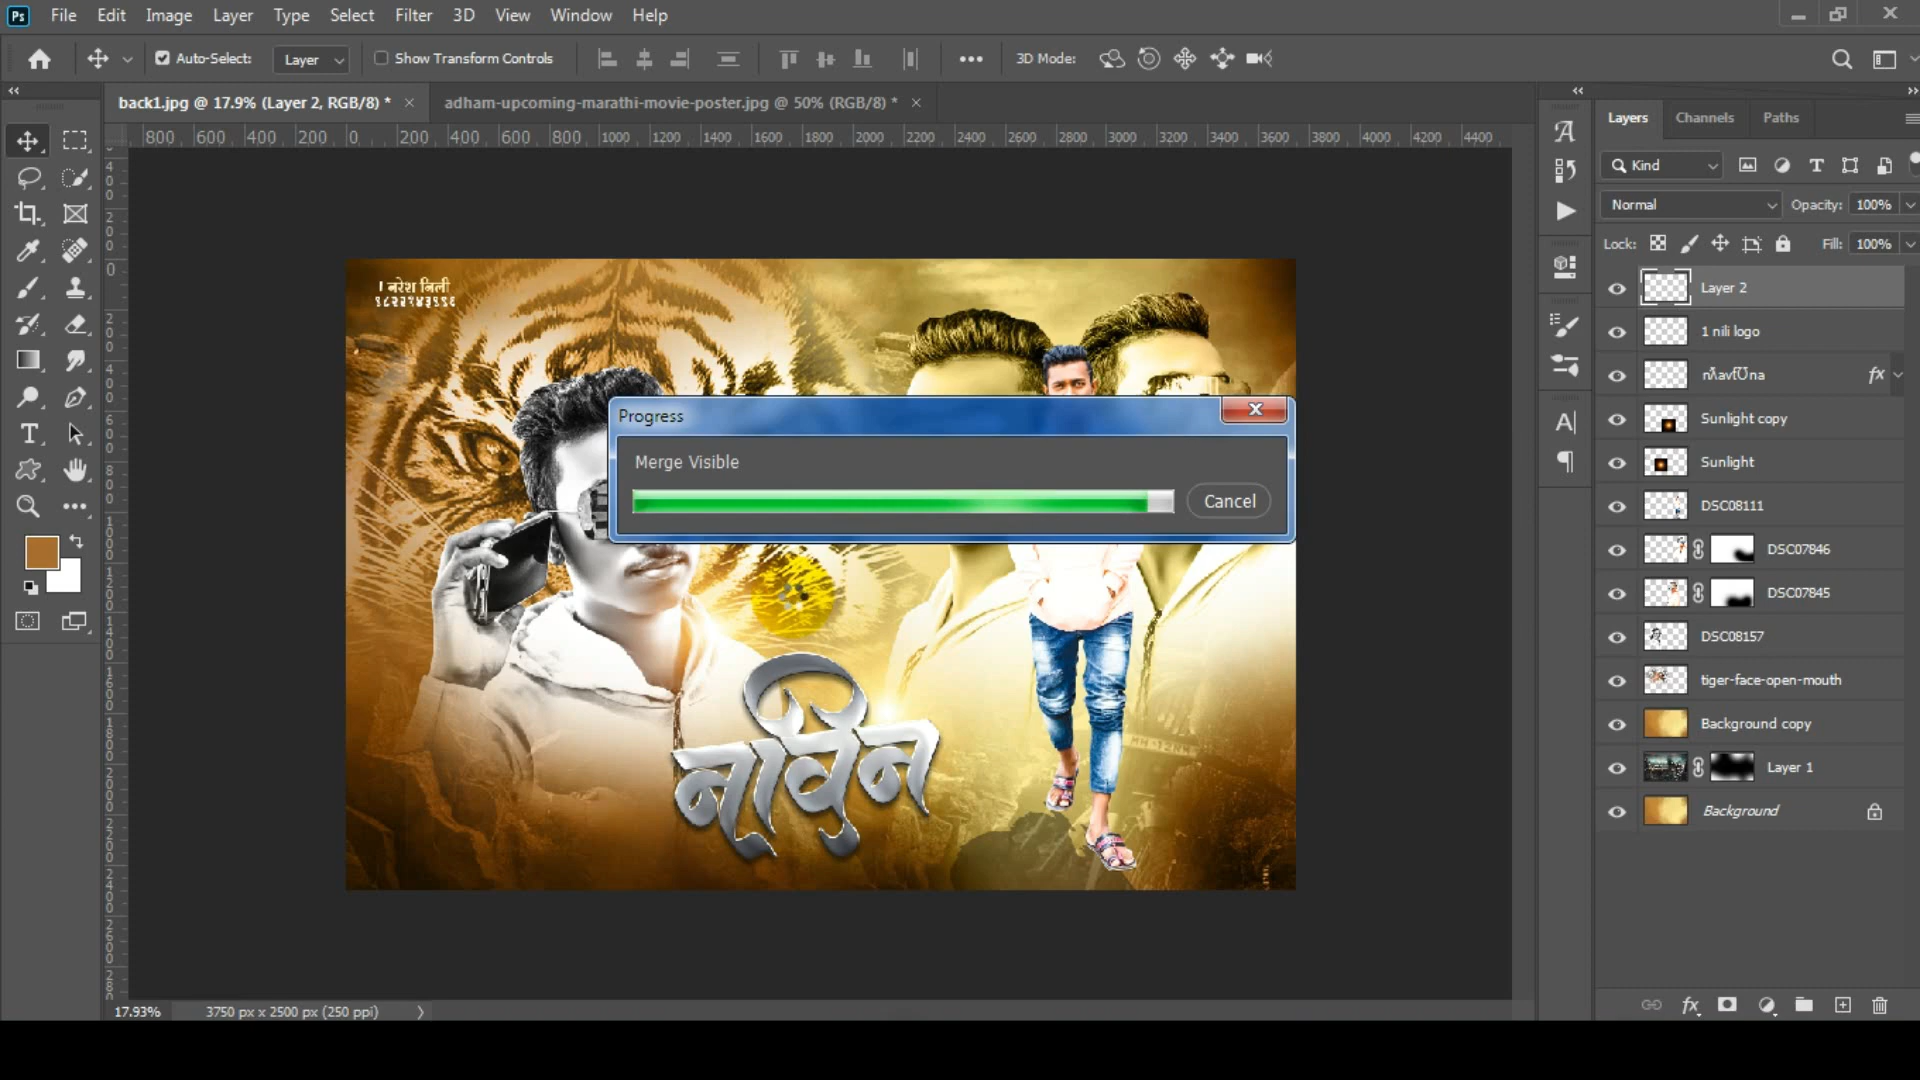 File Edit Image Layer Type Select Filter 3D View Window Help
Auto-Select: Layer Show Transform Controls 3D Mode:
back1.jpg @ 17.9% (Layer 2, RGB/8) * × adham-upcoming-marathi-movie-poster.jpg @ 50% (RGB/8) * ×
800 600 400 200 0 200 400 600 800 1000 1200 1400 1600 1800 2000 2200 2400 2600 2800 3000 3200 3400 3600 3800 4000 4200 4400
Layers Channels Paths
Kind
Normal Opacity: 100%
Lock: Fill: 100%
Layer 2
1 nili logo
Sunlight copy
Sunlight
DSC08111
DSC07846
DSC07845
DSC08157
tiger-face-open-mouth
Background copy
Layer 1
Background
Progress
Merge Visible
Cancel
नाविन
17.93% 3750 px x 2500 px (250 ppi)